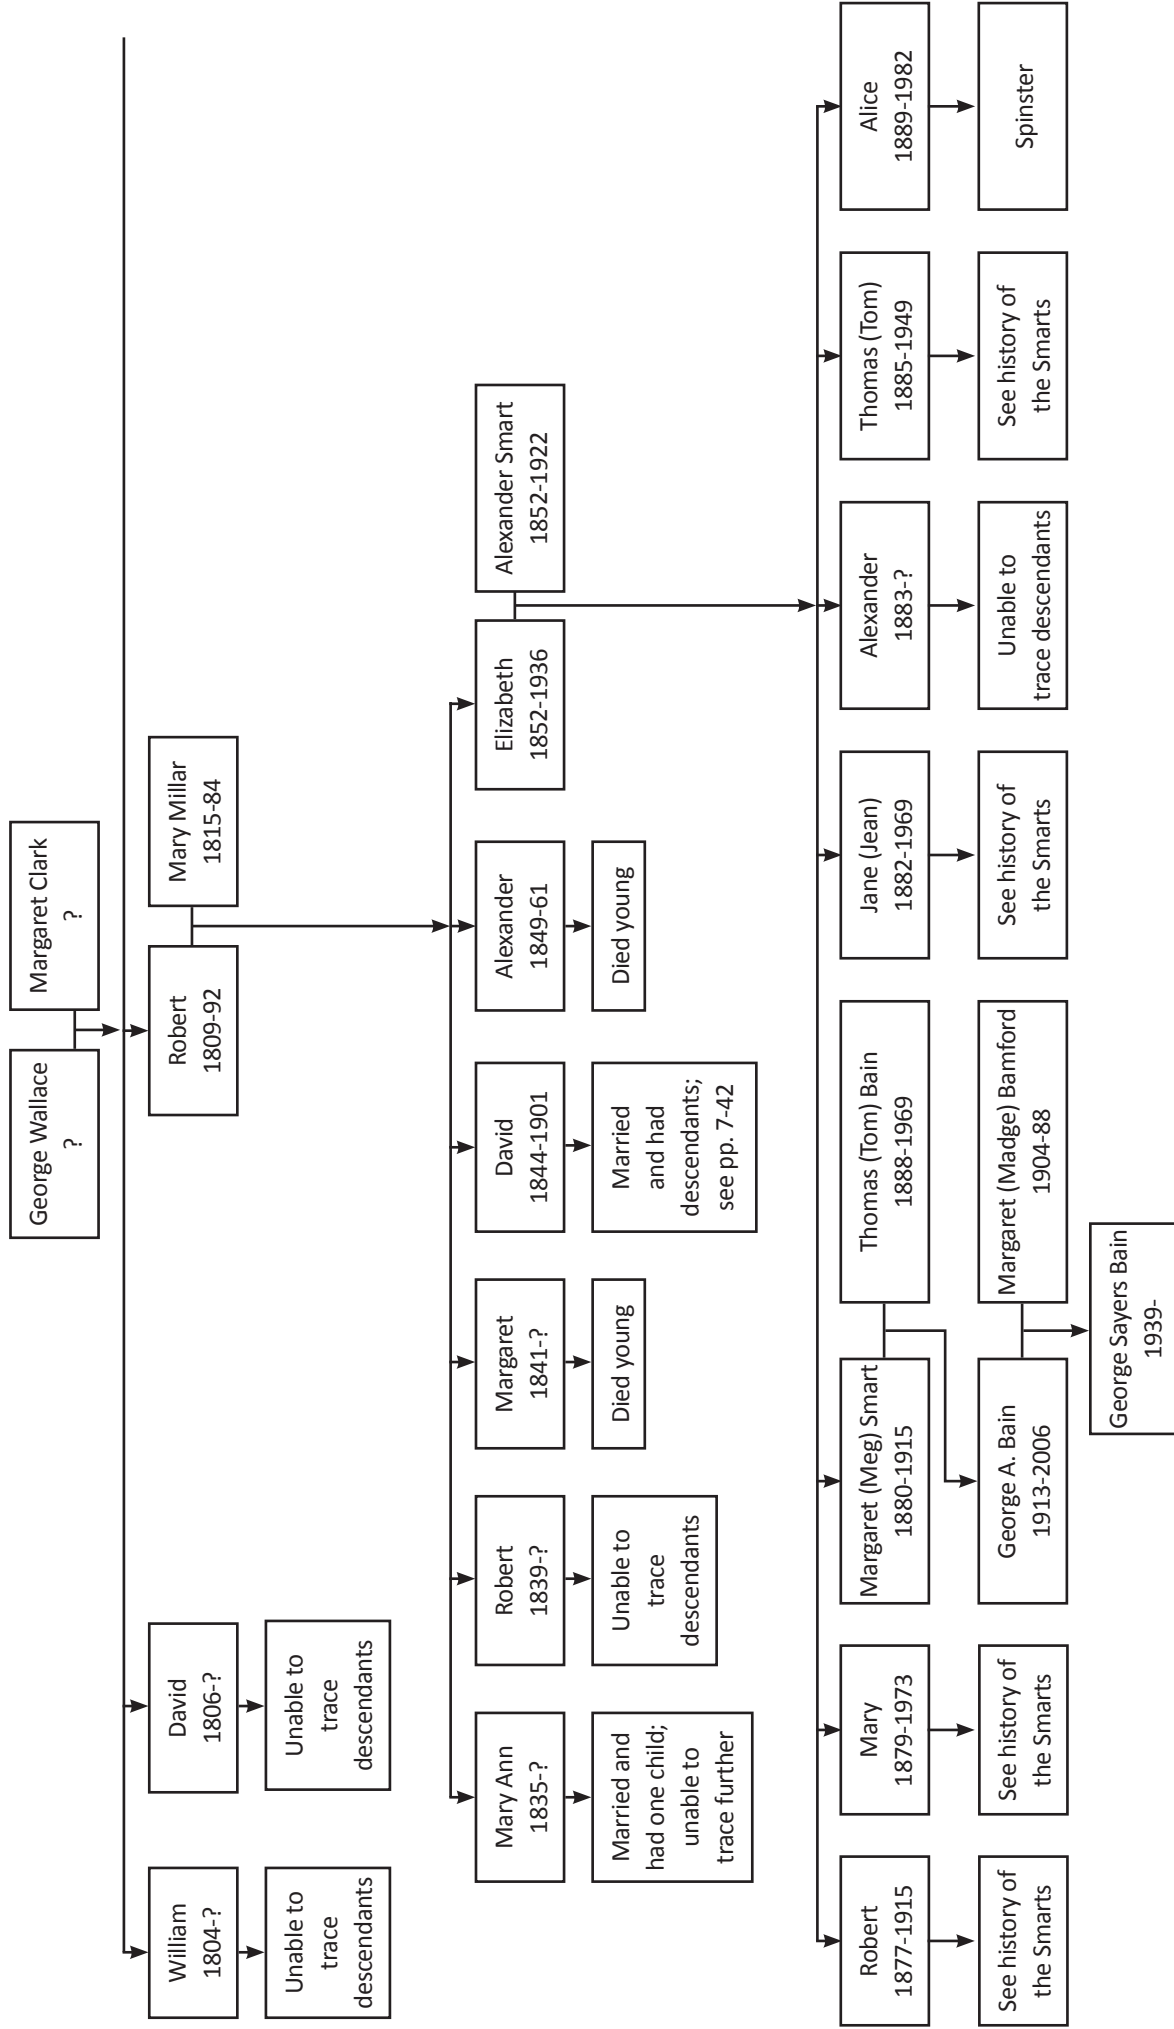 George Wallace
?
Margaret Clark
?
William
1804-?
David
1806-?
Robert
1809-92
Mary Millar
1815-84
Unable to
trace
descendants
Unable to
trace
descendants
Mary Ann
1835-?
Robert
1839-?
Margaret
1841-?
David
1844-1901
Alexander
1849-61
Elizabeth
1852-1936
Alexander Smart
1852-1922
Married and
had one child;
unable to
trace further
Unable to
trace
descendants
Died young
Married
and had
descendants;
see pp. 7-42
Died young
Robert
1877-1915
Mary
1879-1973
Margaret (Meg) Smart
1880-1915
Thomas (Tom) Bain
1888-1969
Jane (Jean)
1882-1969
Alexander
1883-?
Thomas (Tom)
1885-1949
Alice
1889-1982
See history of
the Smarts
See history of
the Smarts
George A. Bain
1913-2006
Margaret (Madge) Bamford
1904-88
See history of
the Smarts
Unable to
trace descendants
See history of
the Smarts
Spinster
George Sayers Bain
1939-